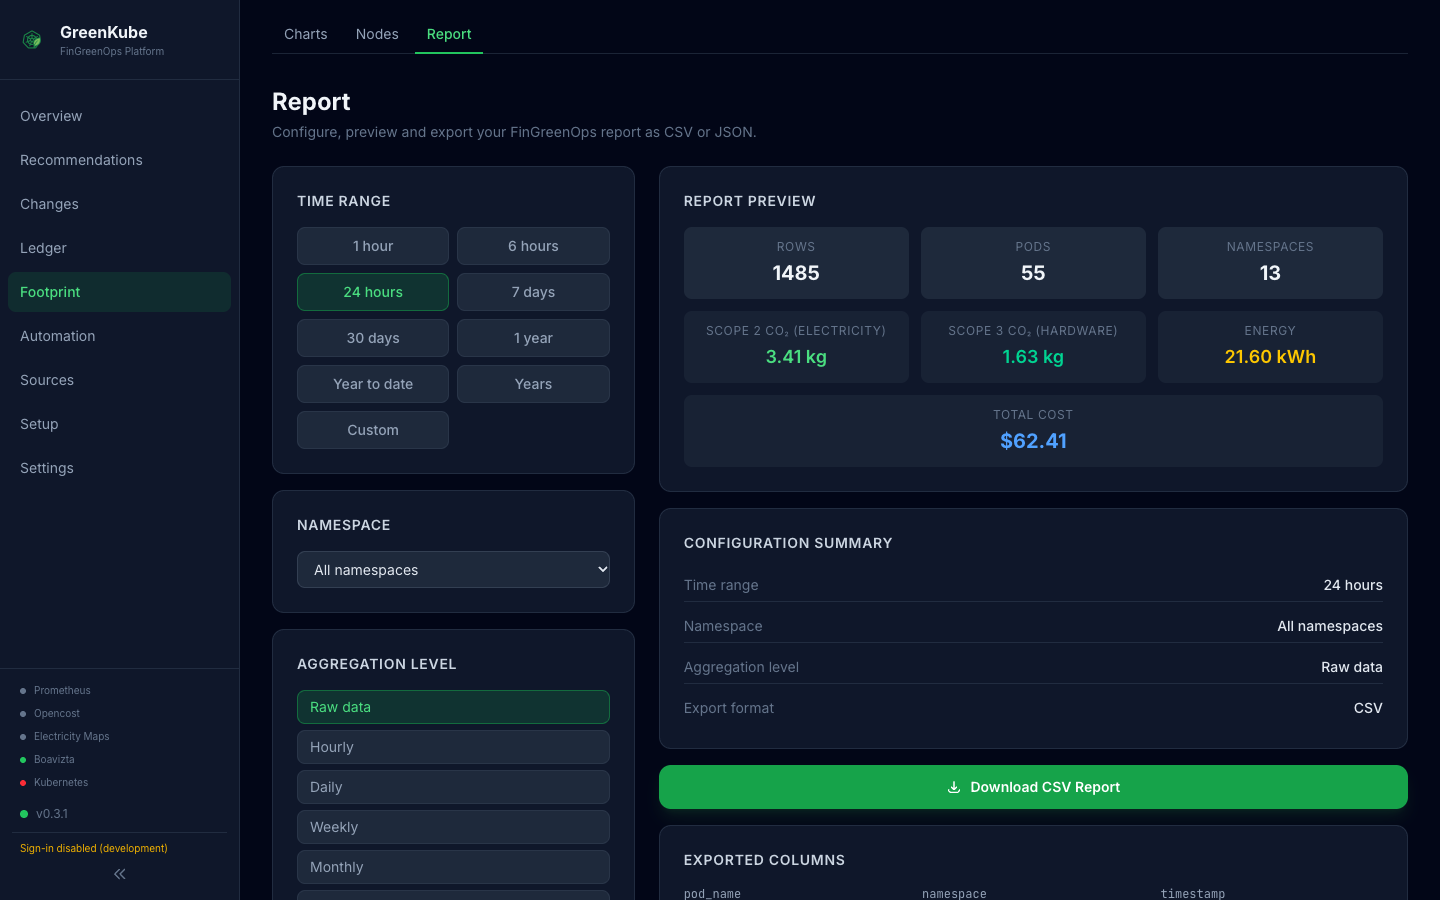 GreenKube
FinGreenOps Platform
Overview
Recommendations
Changes
Ledger
Footprint
Automation
Sources
Setup
Settings
Prometheus
Opencost
Electricity Maps
Boavizta
Kubernetes
v0.3.1
Sign-in disabled (development)
Charts Nodes Report
Report
Configure, preview and export your FinGreenOps report as CSV or JSON.
TIME RANGE
1 hour 6 hours
24 hours 7 days
30 days 1 year
Year to date Years
Custom
NAMESPACE
All namespaces
AGGREGATION LEVEL
Raw data
Hourly
Daily
Weekly
Monthly
REPORT PREVIEW
ROWS PODS NAMESPACES
1485 55 13
SCOPE 2 CO₂ (ELECTRICITY) SCOPE 3 CO₂ (HARDWARE) ENERGY
3.41 kg 1.63 kg 21.60 kWh
TOTAL COST
$62.41
CONFIGURATION SUMMARY
Time range 24 hours
Namespace All namespaces
Aggregation level Raw data
Export format CSV
Download CSV Report
EXPORTED COLUMNS
pod_name namespace timestamp